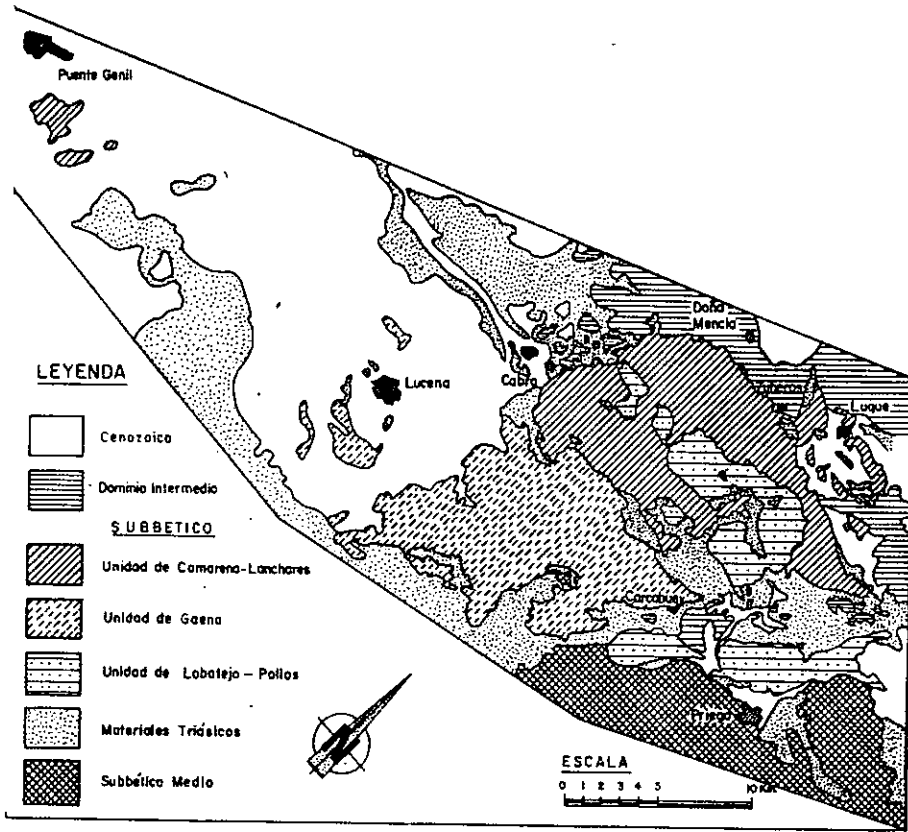 Puente Genil
Doña
Mencía
Zuheros
Luque
Cabra
Lucena
Carcabuey
Priego
LEYENDA
Cenozoico
Dominio Intermedio
SUBBETICO
Unidad de Camarena-Lanchares
Unidad de Gaena
Unidad de Lobatejo - Pollos
Materiales Triásicos
Subbético Medio
ESCALA
0 1 2 3 4 5 10 Km.